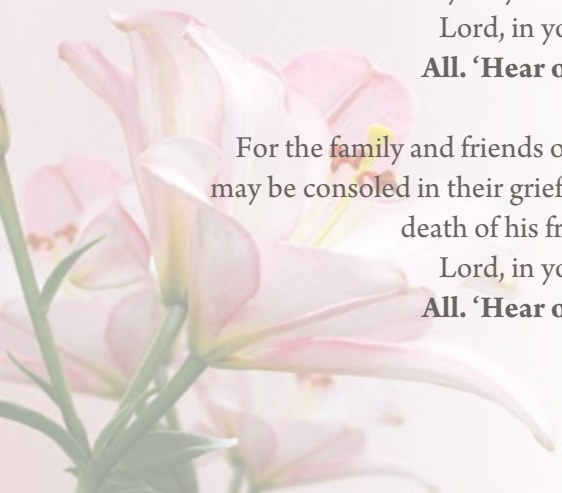 Lord, in yo
All. ‘Hear o
For the family and friends o
may be consoled in their grief
death of his fr
Lord, in yo
All. ‘Hear o